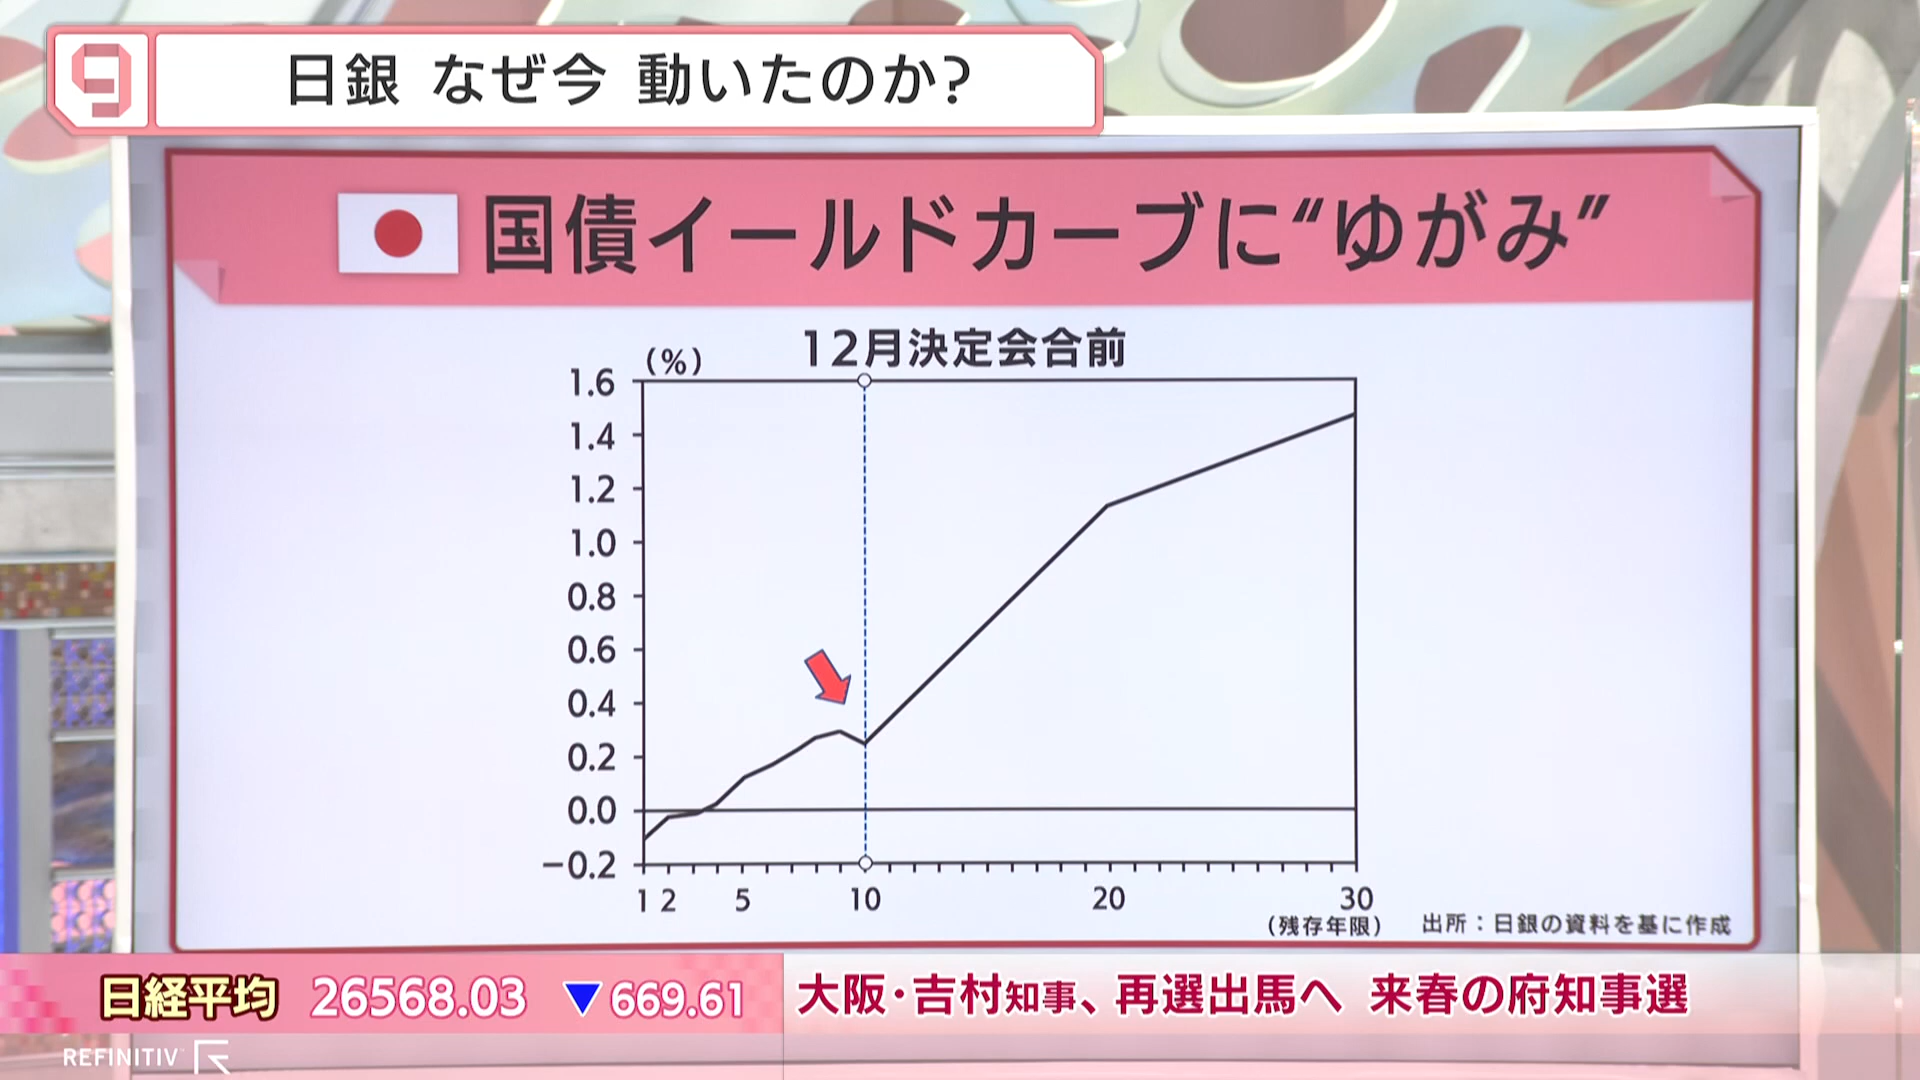 9
日銀 なぜ今 動いたのか?
国債イールドカーブに“ゆがみ”
12月決定会合前
(%)
1.6
1.4
1.2
1.0
0.8
0.6
0.4
0.2
0.0
−0.2
1 2 5 10 20 30
(残存年限)
出所:日銀の資料を基に作成
日経平均 26568.03 ▼669.61
大阪・吉村知事、再選出馬へ 来春の府知事選
REFINITIV